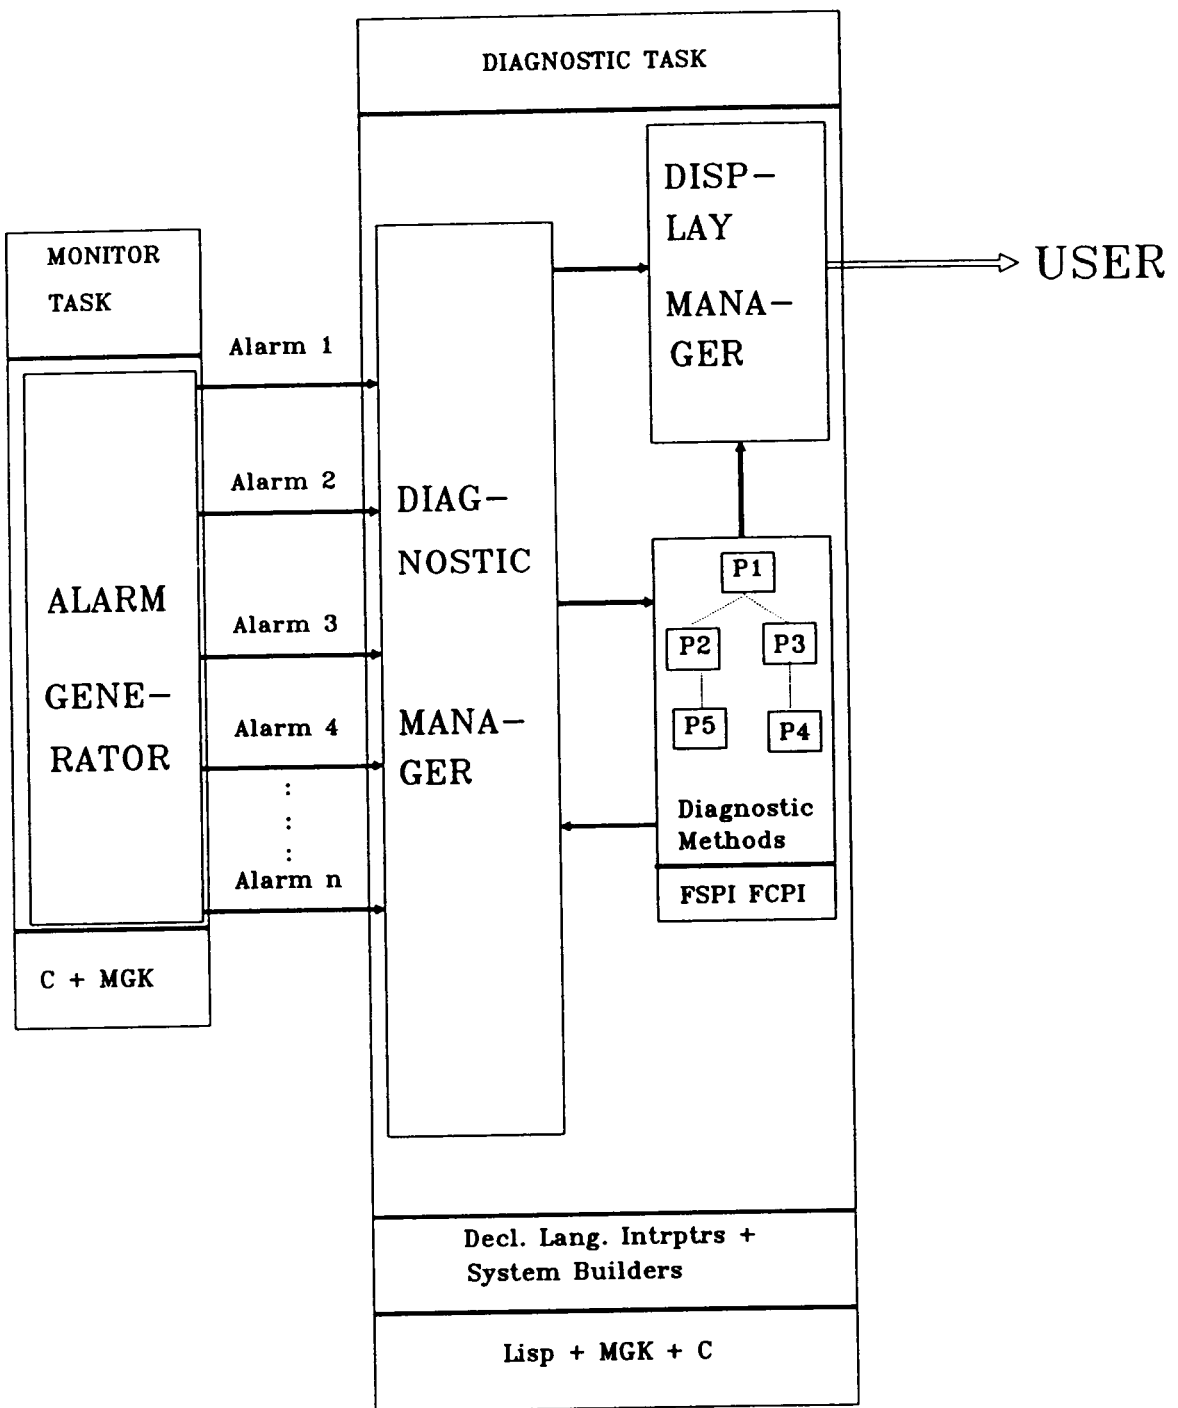 DIAGNOSTIC TASK
DISP-
LAY
MANA-
GER
USER
MONITOR
TASK
Alarm 1
Alarm 2
Alarm 3
Alarm 4
:
:
:
Alarm n
ALARM
GENE-
RATOR
C + MGK
DIAG-
NOSTIC
MANA-
GER
P1
P2 P3
P5 P4
Diagnostic
Methods
FSPI FCPI
Decl. Lang. Intrptrs +
System Builders
Lisp + MGK + C